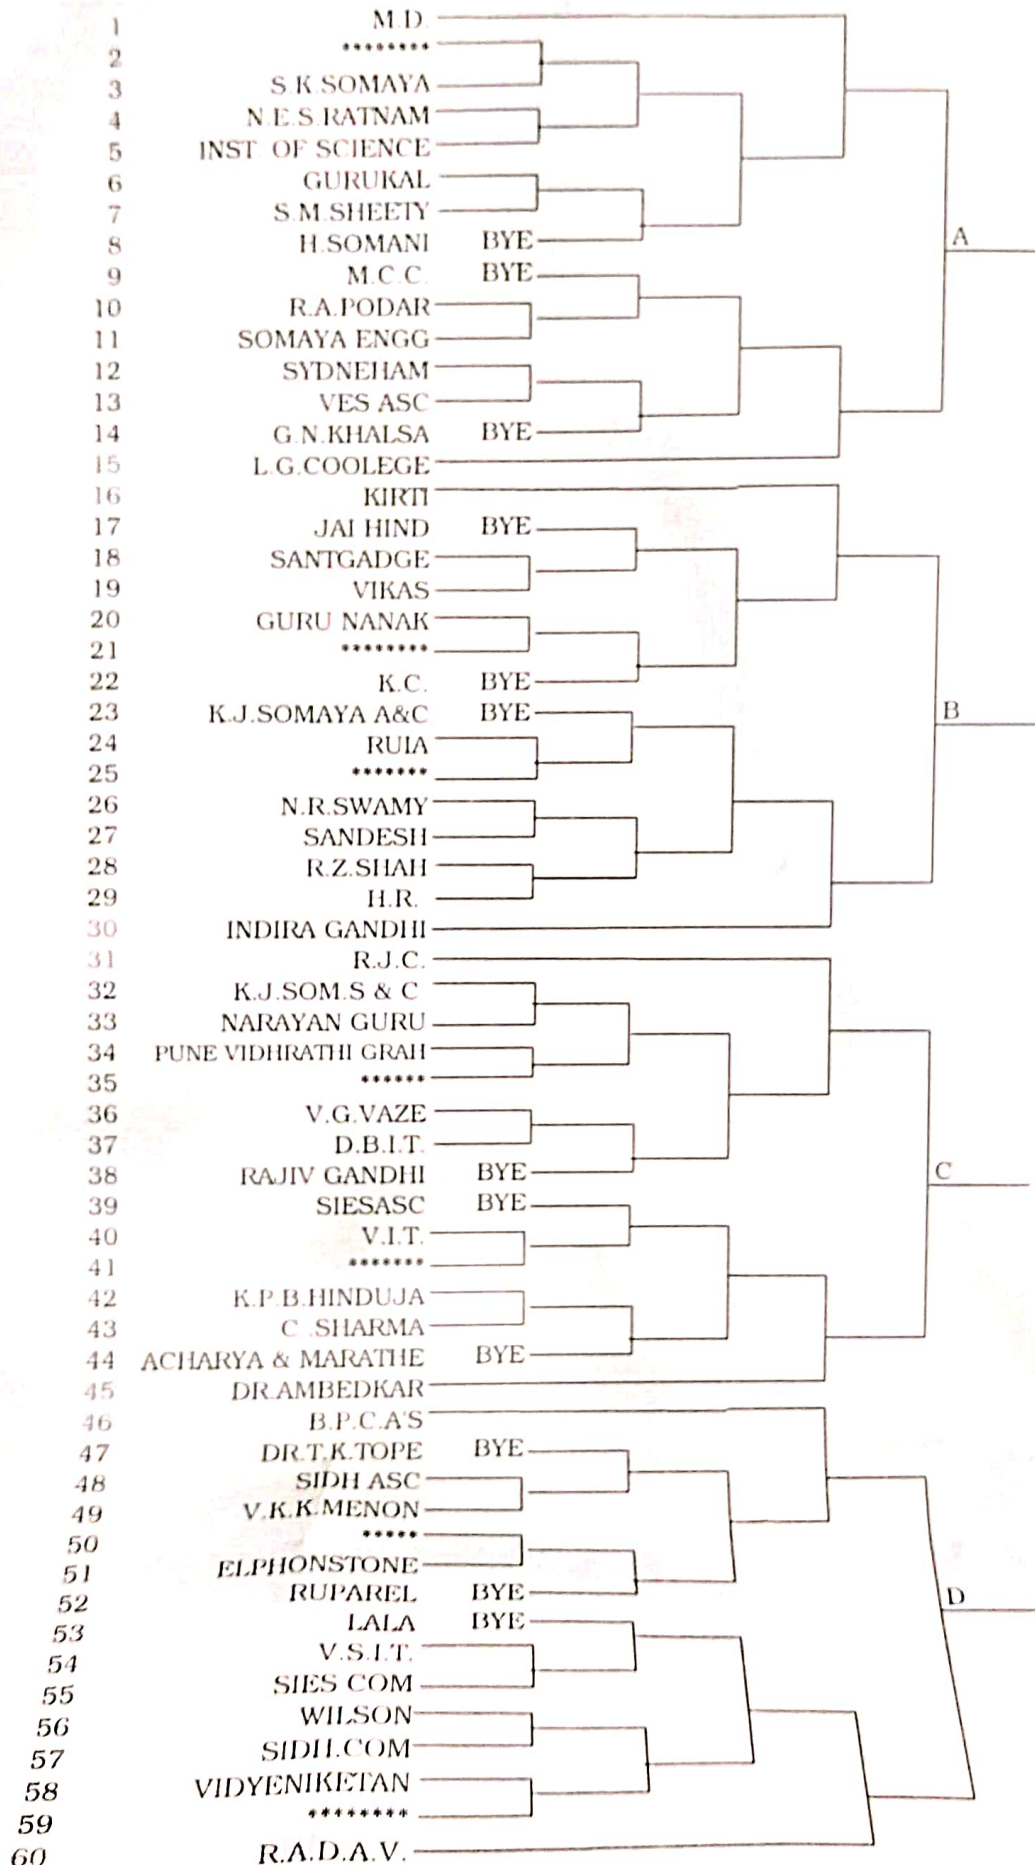 1 M.D.
2 ********
3 S.K.SOMAYA
4 N.E.S.RATNAM
5 INST. OF SCIENCE
6 GURUKAL
7 S.M.SHEETY
8 H.SOMANI BYE
A
9 M.C.C. BYE
10 R.A.PODAR
11 SOMAYA ENGG
12 SYDNEHAM
13 VES ASC
14 G.N.KHALSA BYE
15 L.G.COOLEGE
16 KIRTI
17 JAI HIND BYE
18 SANTGADGE
19 VIKAS
20 GURU NANAK
21 ********
22 K.C. BYE
23 K.J.SOMAYA A&C BYE
B
24 RUIA
25 *******
26 N.R.SWAMY
27 SANDESH
28 R.Z.SHAH
29 H.R.
30 INDIRA GANDHI
31 R.J.C.
32 K.J.SOM.S & C
33 NARAYAN GURU
34 PUNE VIDHRATHI GRAH
35 ******
36 V.G.VAZE
37 D.B.I.T.
38 RAJIV GANDHI BYE
C
39 SIESASC BYE
40 V.I.T.
41 *******
42 K.P.B.HINDUJA
43 C .SHARMA
44 ACHARYA & MARATHE BYE
45 DR.AMBEDKAR
46 B.P.C.A'S
47 DR.T.K.TOPE BYE
48 SIDH ASC
49 V.K.K.MENON
50 *****
51 ELPHONSTONE
52 RUPAREL BYE
D
53 LALA BYE
54 V.S.I.T.
55 SIES COM
56 WILSON
57 SIDH.COM
58 VIDYENIKETAN
59 ********
60 R.A.D.A.V.